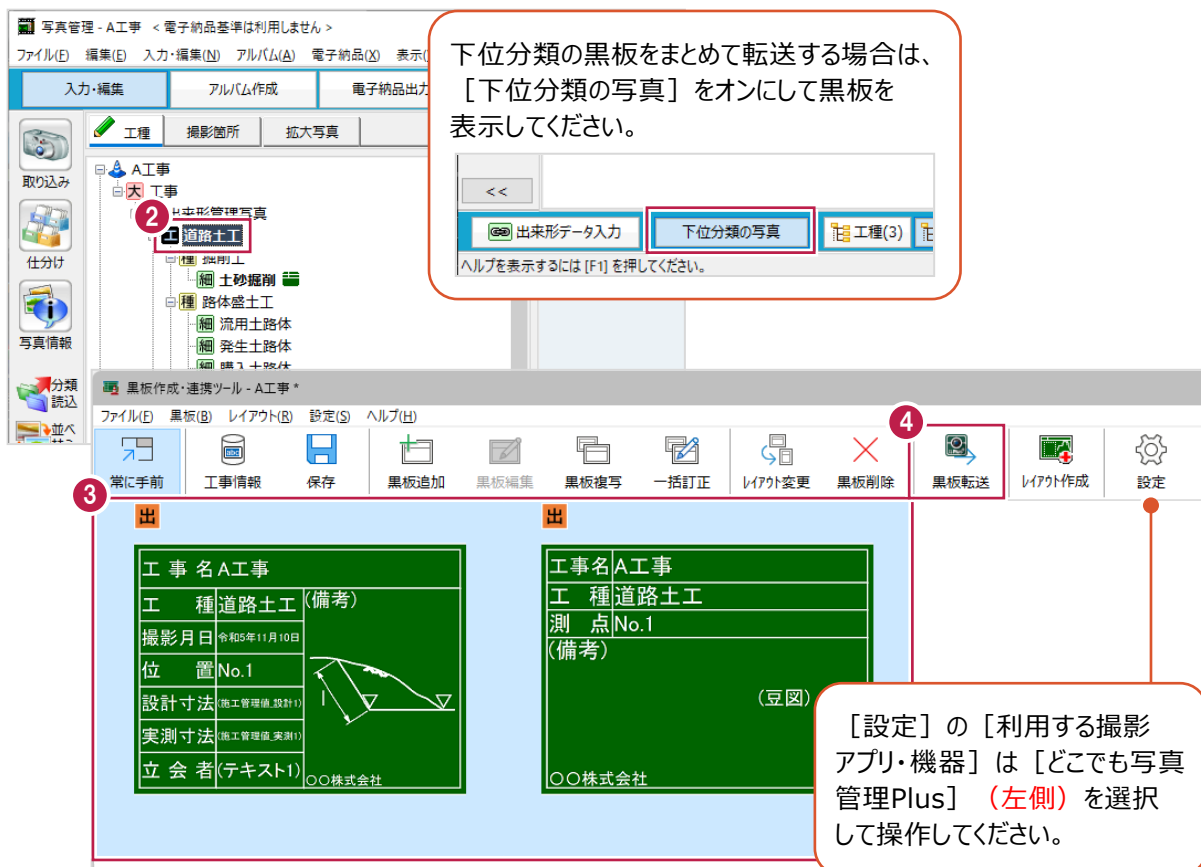 写真管理 - A工事 < 電子納品基準は利用しません >
ファイル(F) 編集(E) 入力・編集(N) アルバム(A) 電子納品(X) 表示(
入力・編集 アルバム作成 電子納品出力
工種 撮影箇所 拡大写真
取り込み
仕分け
写真情報
分類
読込
並べ
A工事
大 工事
出来形管理写真
2
工 道路土工
種 掘削工
細 土砂掘削
種 路体盛土工
細 流用土路体
細 発生土路体
細 購入土路体
下位分類の黒板をまとめて転送する場合は、
［下位分類の写真］をオンにして黒板を
表示してください。
<<
出来形データ入力 下位分類の写真 工種(3)
ヘルプを表示するには [F1] を押してください。
黒板作成・連携ツール - A工事 *
ファイル(F) 黒板(B) レイアウト(R) 設定(S) ヘルプ(H)
4
常に手前 工事情報 保存 黒板追加 黒板編集 黒板複写 一括訂正 レイアウト変更 黒板削除 黒板転送 レイアウト作成 設定
3
出
工 事 名 A工事
工 種 道路土工 (備考)
撮影月日 令和5年11月10日
位 置 No.1
設計寸法 (施工管理値_設計1)
実測寸法 (施工管理値_実測1)
立 会 者 (テキスト1)
l
○○株式会社
出
工事名 A工事
工 種 道路土工
測 点 No.1
(備考)
(豆図)
○○株式会社
［設定］の［利用する撮影
アプリ・機器］は［どこでも写真
管理Plus］（左側）を選択
して操作してください。